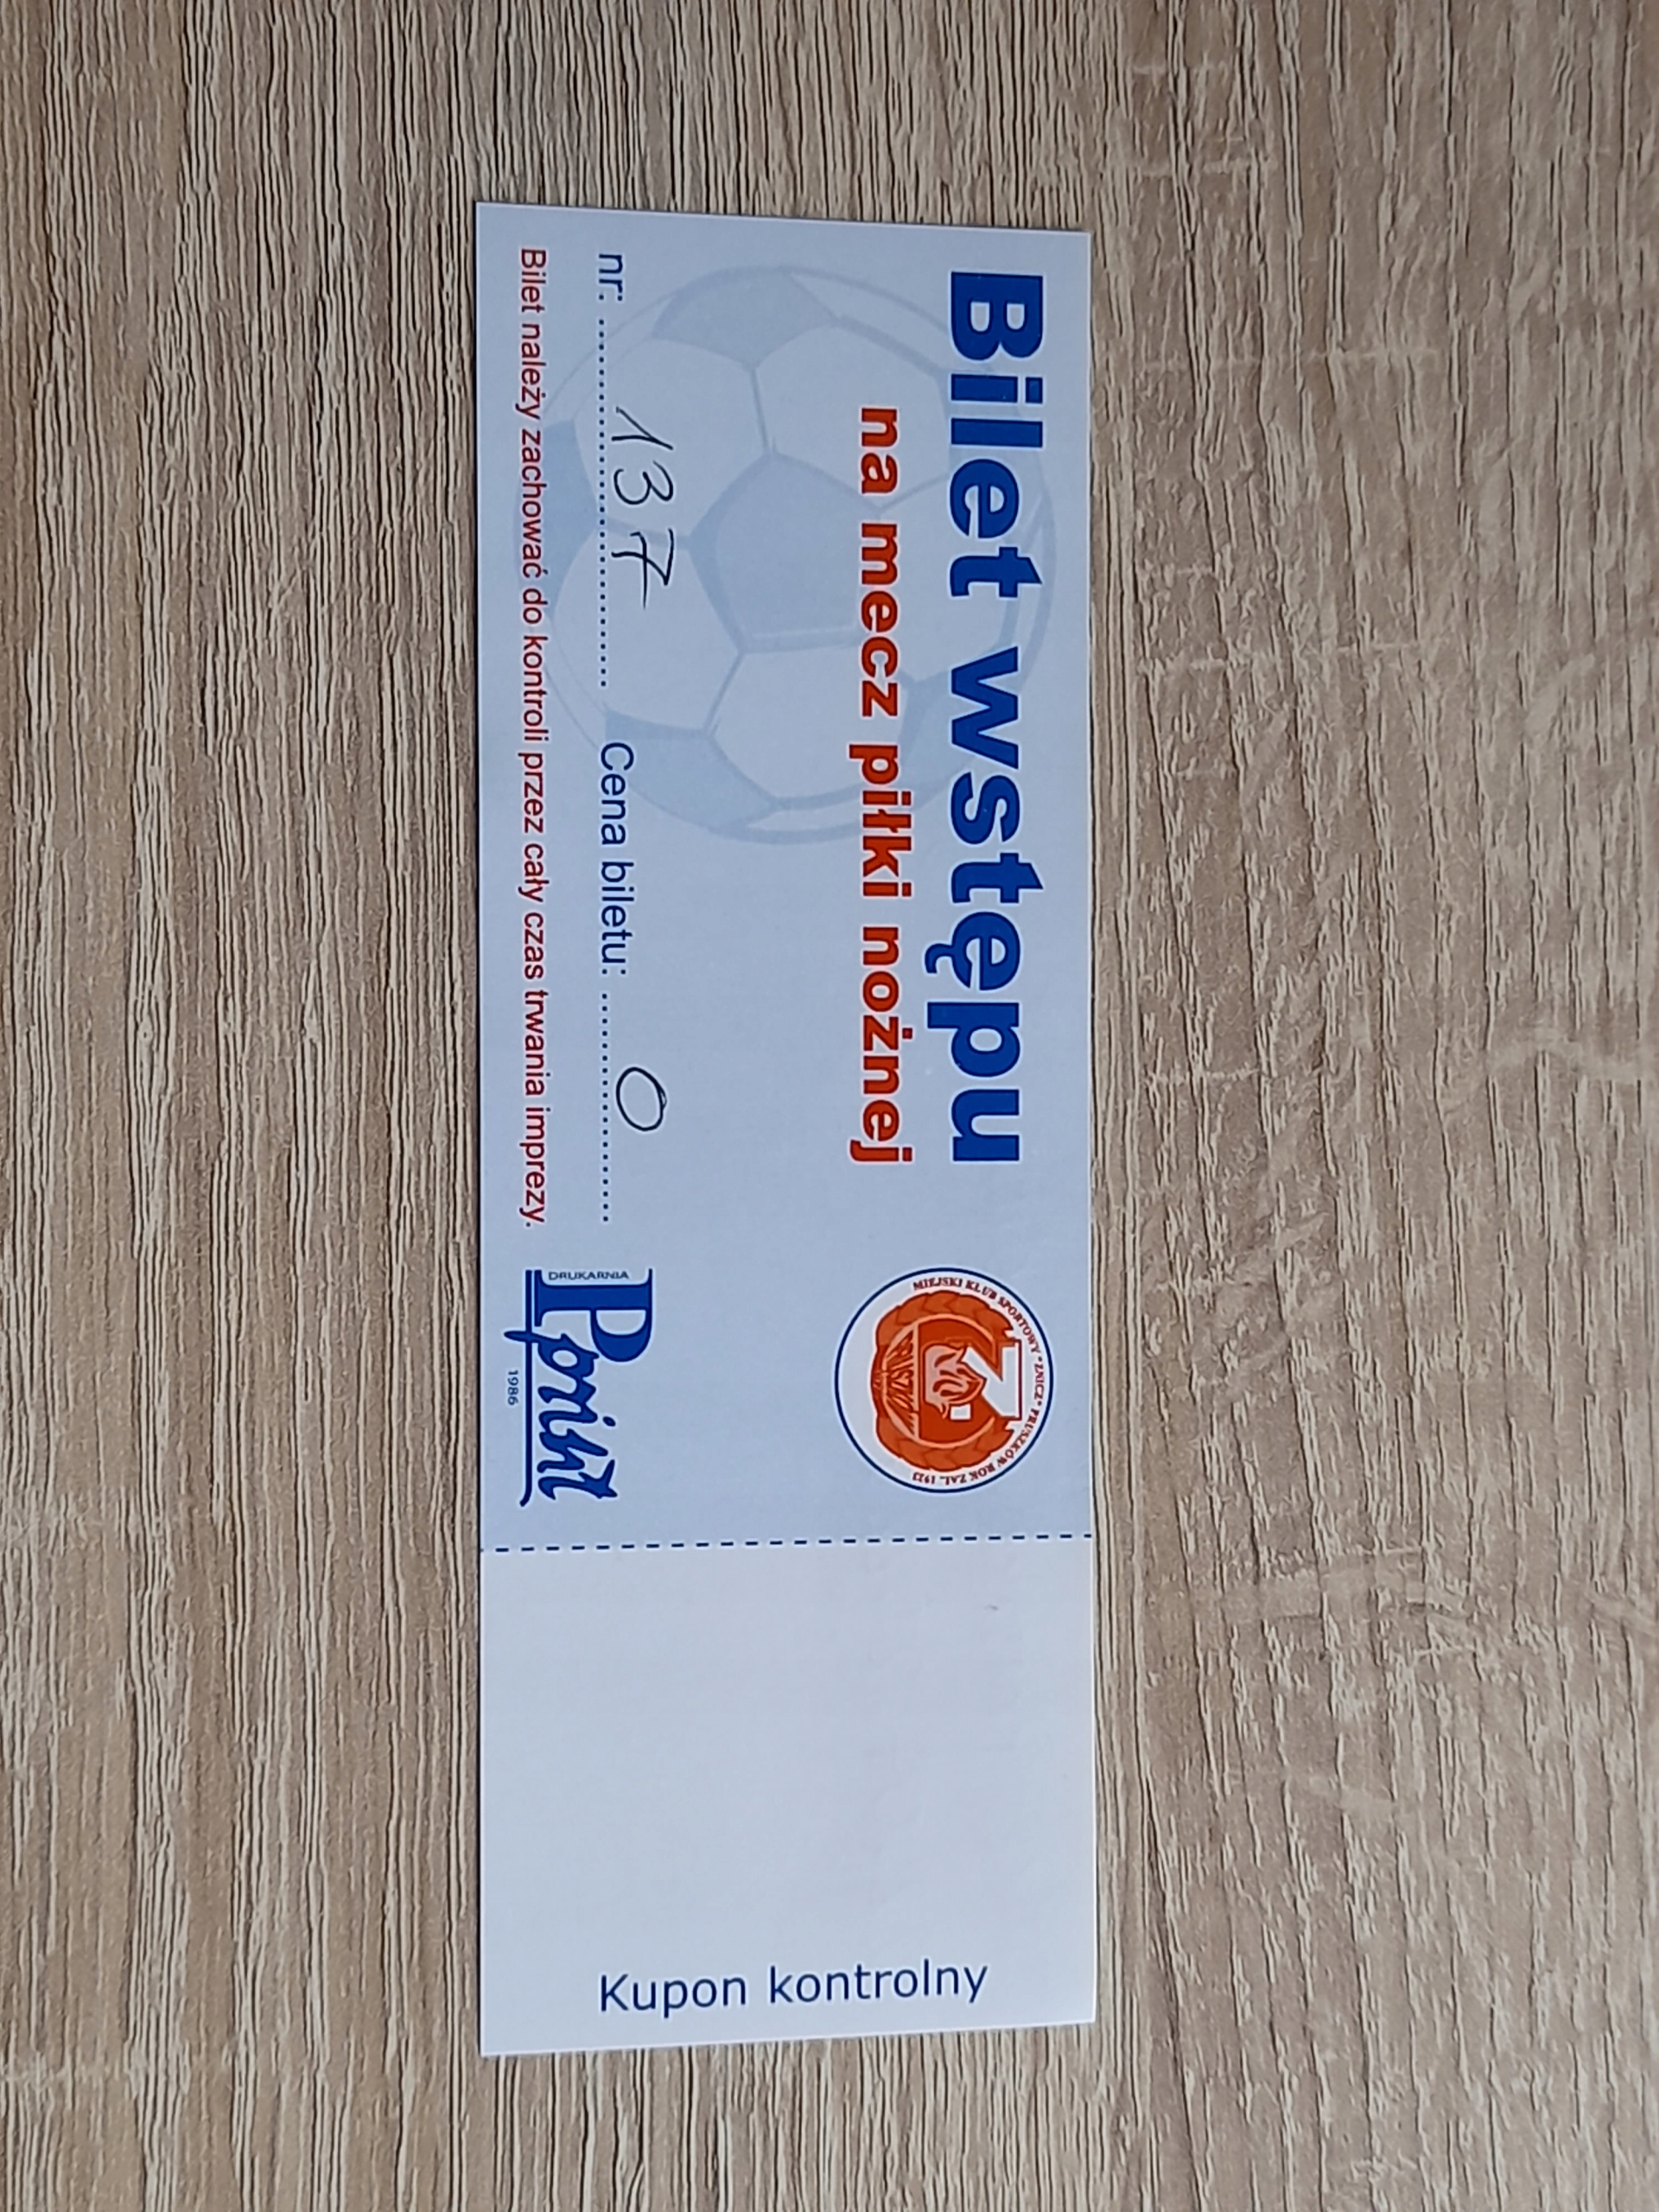 Bilet wstępu
na mecz piłki nożnej
MIEJSKI KLUB SPORTOWY "ZNICZ" PRUSZKÓW ROK ZAŁ. 1923
Z
nr: 137 Cena biletu: 0
Bilet należy zachować do kontroli przez cały czas trwania imprezy.
DRUKARNIA
Pprint
1986
Kupon kontrolny